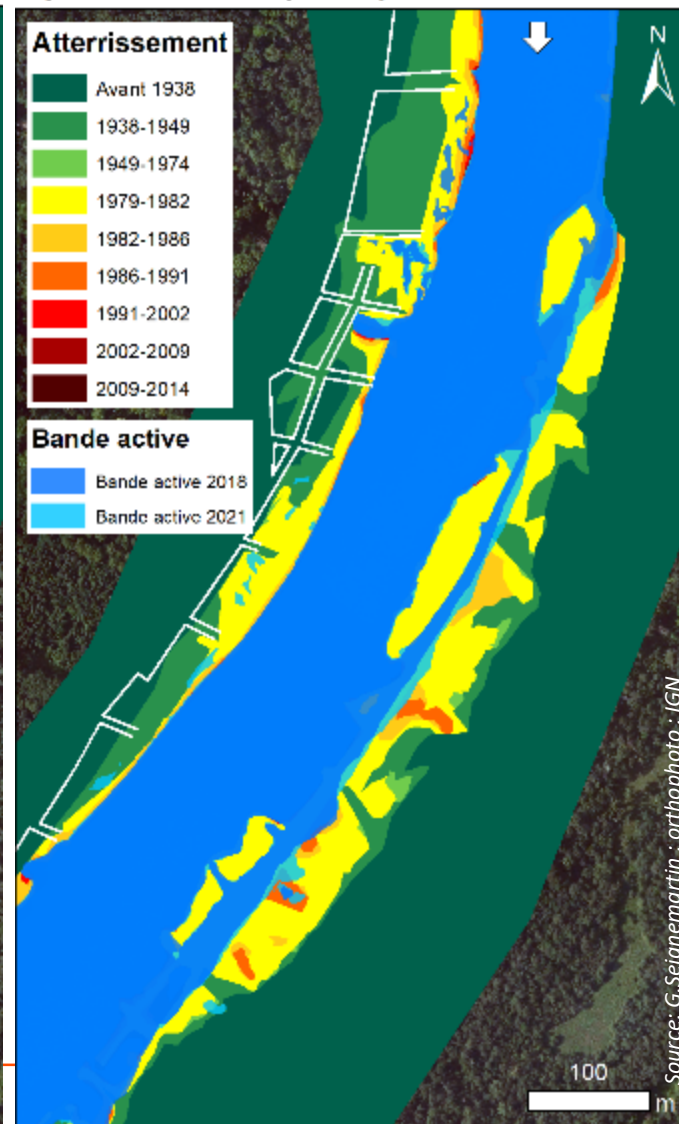 Atterrissement
Avant 1938
1938-1949
1949-1974
1979-1982
1982-1986
1986-1991
1991-2002
2002-2009
2009-2014
Bande active
Bande active 2018
Bande active 2021
N
100
m
Source: G.Seignemartin ; orthophoto : IGN